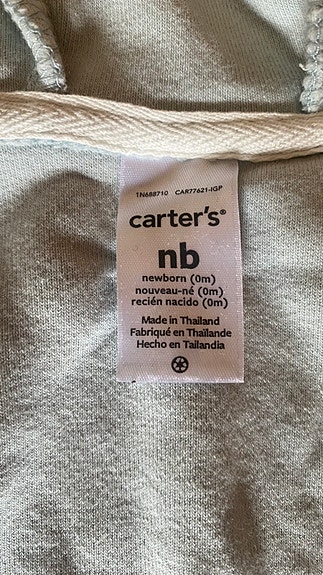 1N688710 CAR77621-IGP
carter's®
nb
newborn (0m)
nouveau-né (0m)
recién nacido (0m)
Made in Thailand
Fabriqué en Thaïlande
Hecho en Tailandia